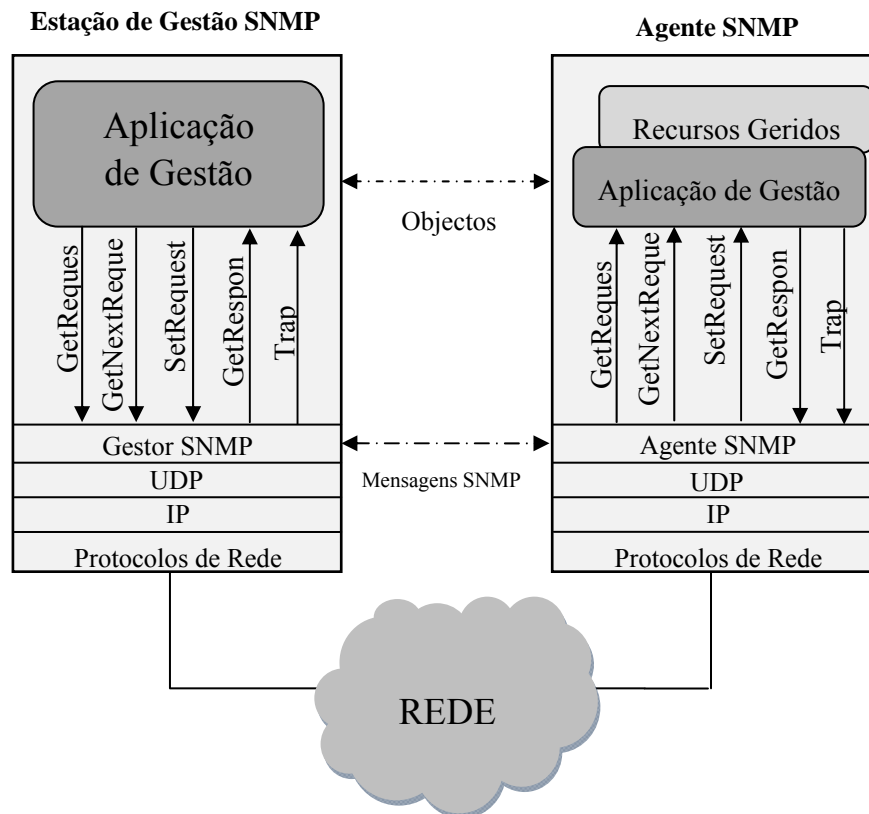 Estação de Gestão SNMP
Agente SNMP
Aplicação
de Gestão
Recursos Geridos
Aplicação de Gestão
Objectos
GetReques
GetNextReque
SetRequest
GetRespon
Trap
GetReques
GetNextReque
SetRequest
GetRespon
Trap
Gestor SNMP
UDP
IP
Protocolos de Rede
Mensagens SNMP
Agente SNMP
UDP
IP
Protocolos de Rede
REDE